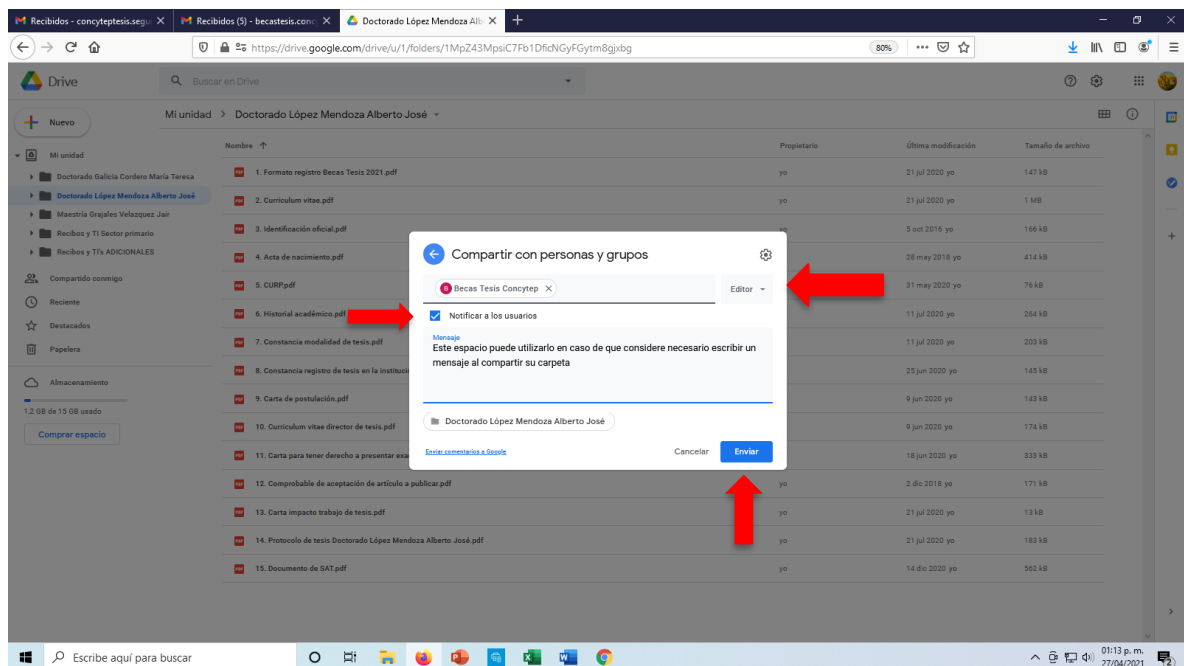 Recibidos - concyteptesis.segui
Recibidos (5) - becastesis.conc
Doctorado López Mendoza Alb
https://drive.google.com/drive/u/1/folders/1MpZ43MpsiC7Fb1DficNGyFGytm8gjxbg
80%
Drive
Buscar en Drive
Nuevo
Mi unidad > Doctorado López Mendoza Alberto José
Mi unidad
Doctorado Galicia Cordero María Teresa
Doctorado López Mendoza Alberto José
Maestría Grajales Velazquez Jair
Recibos y TI Sector primario
Recibos y TI's ADICIONALES
Compartido conmigo
Reciente
Destacados
Papelera
Almacenamiento
1,2 GB de 15 GB usado
Comprar espacio
Nombre Propietario Última modificación Tamaño de archivo
1. Formato registro Becas Tesis 2021.pdf yo 21 jul 2020 yo 147 kB
2. Curriculum vitae.pdf yo 21 jul 2020 yo 1 MB
3. Identificación oficial.pdf yo 5 oct 2016 yo 166 kB
4. Acta de nacimiento.pdf 28 may 2018 yo 414 kB
5. CURP.pdf 31 may 2020 yo 76 kB
6. Historial académico.pdf 11 jul 2020 yo 264 kB
7. Constancia modalidad de tesis.pdf 11 jul 2020 yo 203 kB
8. Constancia registro de tesis en la instituci 25 jun 2020 yo 145 kB
9. Carta de postulación.pdf 9 jun 2020 yo 143 kB
10. Curriculum vitae director de tesis.pdf 9 jun 2020 yo 174 kB
11. Carta para tener derecho a presentar exa 18 jun 2020 yo 333 kB
12. Comprobable de aceptación de artículo a publicar.pdf yo 2 dic 2018 yo 171 kB
13. Carta impacto trabajo de tesis.pdf yo 21 jul 2020 yo 13 kB
14. Protocolo de tesis Doctorado López Mendoza Alberto José.pdf yo 21 jul 2020 yo 183 kB
15. Documento de SAT.pdf yo 14 dic 2020 yo 562 kB
Compartir con personas y grupos
B Becas Tesis Concytep
Editor
Notificar a los usuarios
Mensaje
Este espacio puede utilizarlo en caso de que considere necesario escribir un
mensaje al compartir su carpeta
Doctorado López Mendoza Alberto José
Enviar comentarios a Google
Cancelar
Enviar
Escribe aquí para buscar
01:13 p. m.
27/04/2021